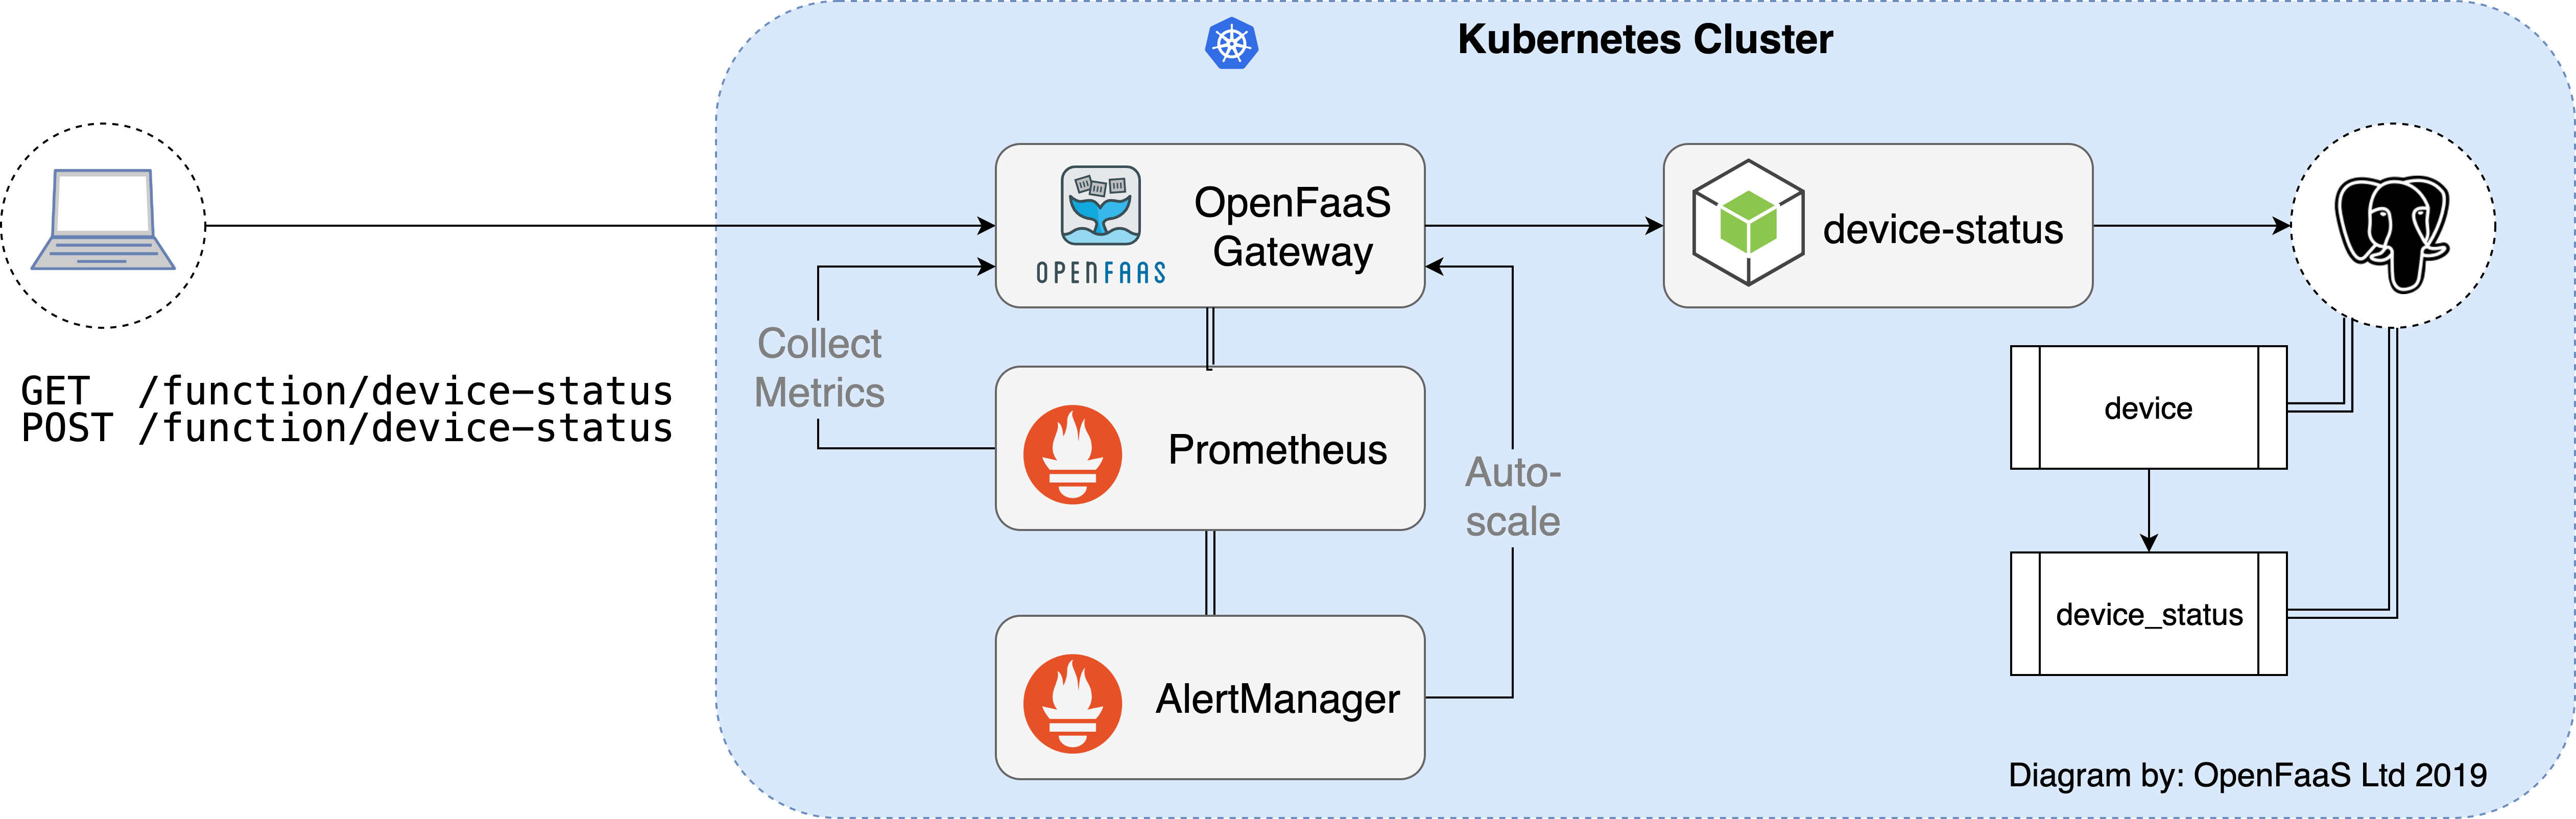 Kubernetes Cluster
OpenFaaS
Gateway
OPENFAAS
device-status
Collect
Metrics
GET  /function/device-status
POST /function/device-status
Prometheus
Auto-
scale
AlertManager
device
device_status
Diagram by: OpenFaaS Ltd 2019